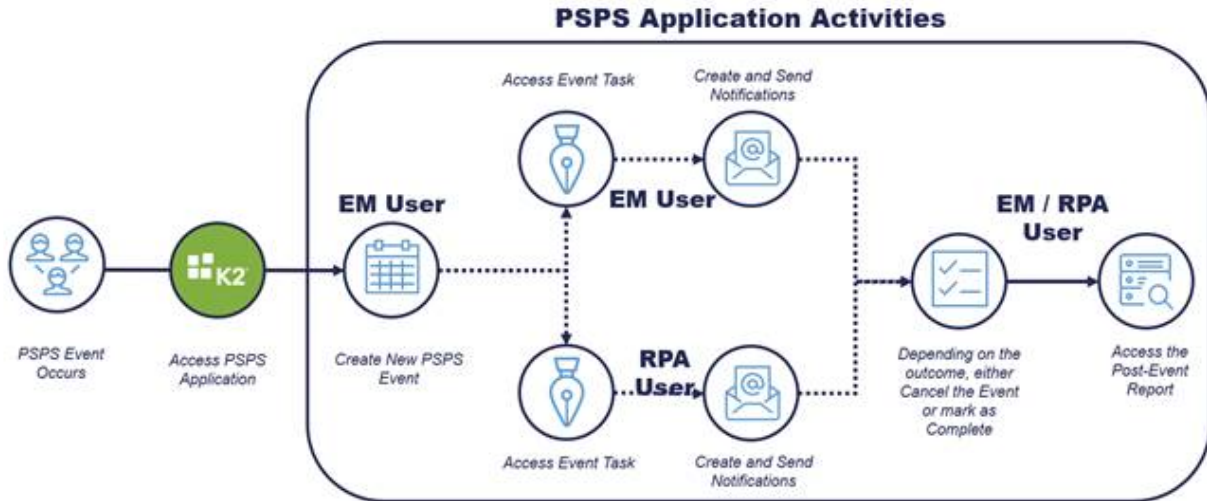 PSPS Application Activities
Access Event Task
Create and Send
Notifications
@
EM User
EM User
EM / RPA
User
K2
PSPS Event
Occurs
Access PSPS
Application
Create New PSPS
Event
RPA
User
@
Depending on the
outcome, either
Cancel the Event
or mark as
Complete
Access the
Post-Event
Report
Access Event Task
Create and Send
Notifications